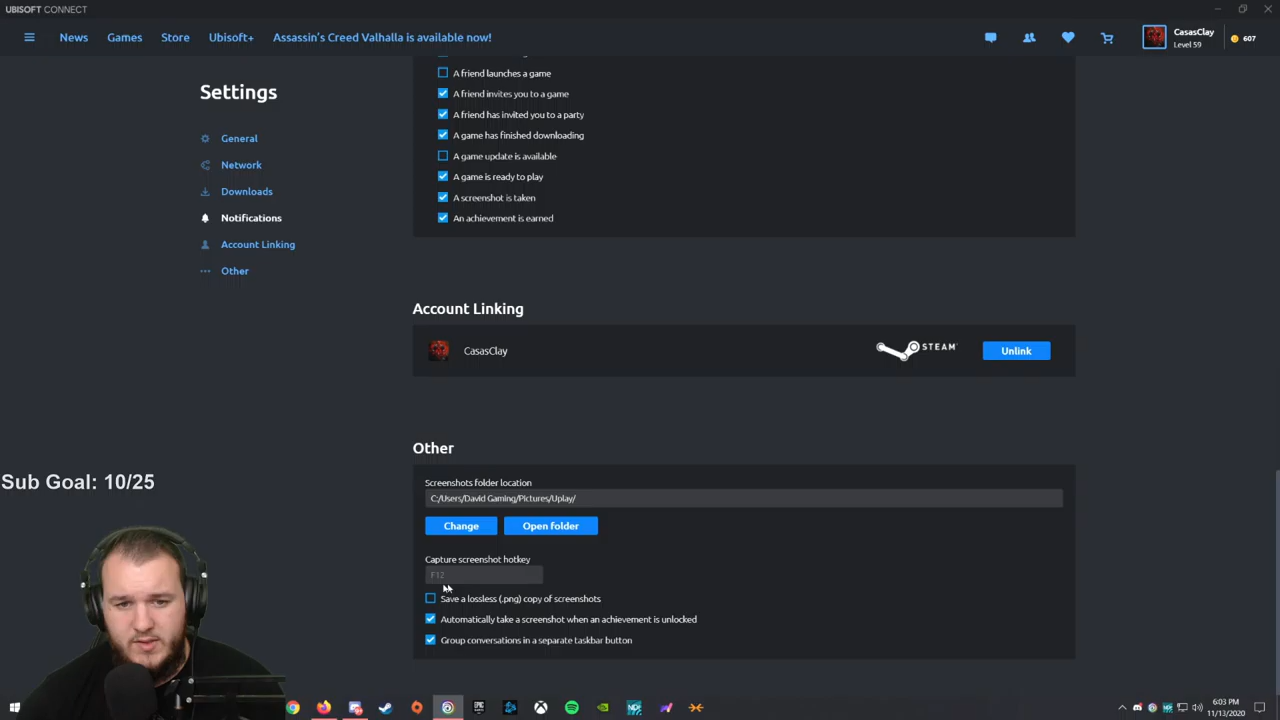 UBISOFT CONNECT
News Games Store Ubisoft+ Assassin's Creed Valhalla is available now!
CasasClay
Level 59
607
Settings
General
Network
Downloads
Notifications
Account Linking
Other
A friend launches a game
A friend invites you to a game
A friend has invited you to a party
A game has finished downloading
A game update is available
A game is ready to play
A screenshot is taken
An achievement is earned
Account Linking
CasasClay
STEAM
Unlink
Other
Screenshots folder location
C:/Users/David Gaming/Pictures/Uplay/
Change Open folder
Capture screenshot hotkey
F12
Save a lossless (.png) copy of screenshots
Automatically take a screenshot when an achievement is unlocked
Group conversations in a separate taskbar button
Sub Goal: 10/25
EPIC
6:03 PM
11/13/2020